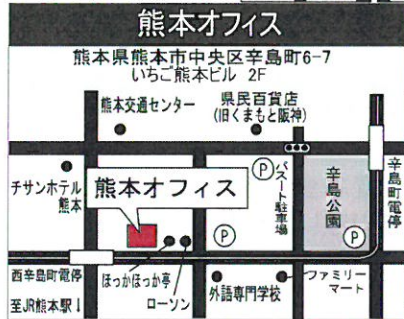 熊本オフィス
熊本県熊本市中央区辛島町6-7
いちご熊本ビル 2F
熊本交通センター
県民百貨店
(旧くまもと阪神)
チサンホテル
熊本
熊本オフィス
P
パスート駐車場
辛島公園
辛島町電停
P
P
西辛島町電停
至JR熊本駅↓
ほっかほっか亭
ローソン
外語専門学校
ファミリー
マート